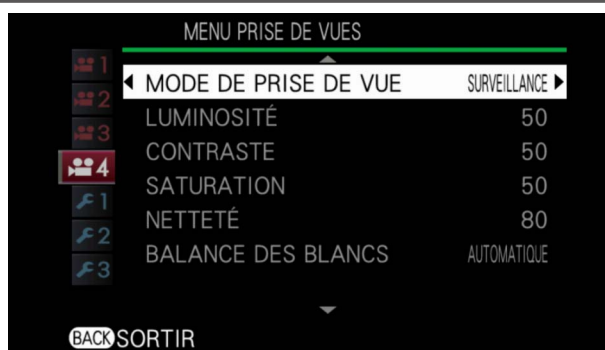 MENU PRISE DE VUES
1
2
3
4
1
2
3
MODE DE PRISE DE VUE SURVEILLANCE
LUMINOSITÉ 50
CONTRASTE 50
SATURATION 50
NETTETÉ 80
BALANCE DES BLANCS AUTOMATIQUE
BACK SORTIR